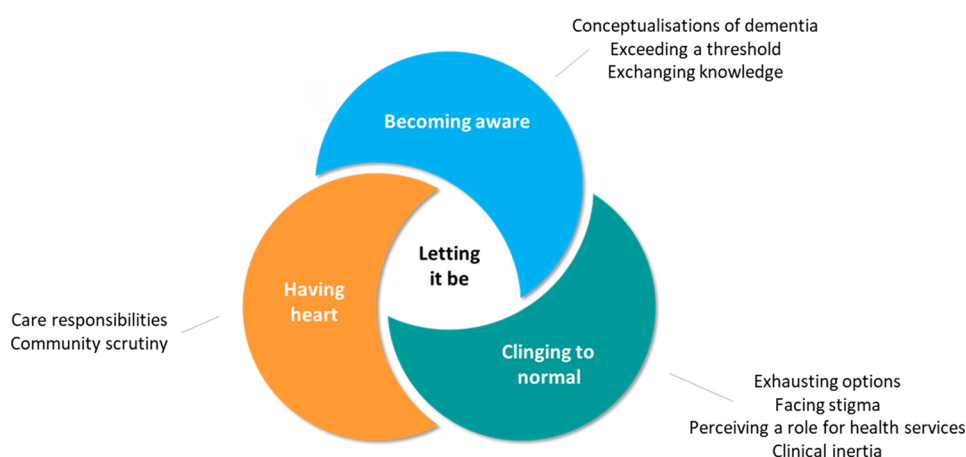 Conceptualisations of dementia
Exceeding a threshold
Exchanging knowledge
Becoming aware
Letting
it be
Having
heart
Care responsibilities
Community scrutiny
Clinging to
normal
Exhausting options
Facing stigma
Perceiving a role for health services
Clinical inertia